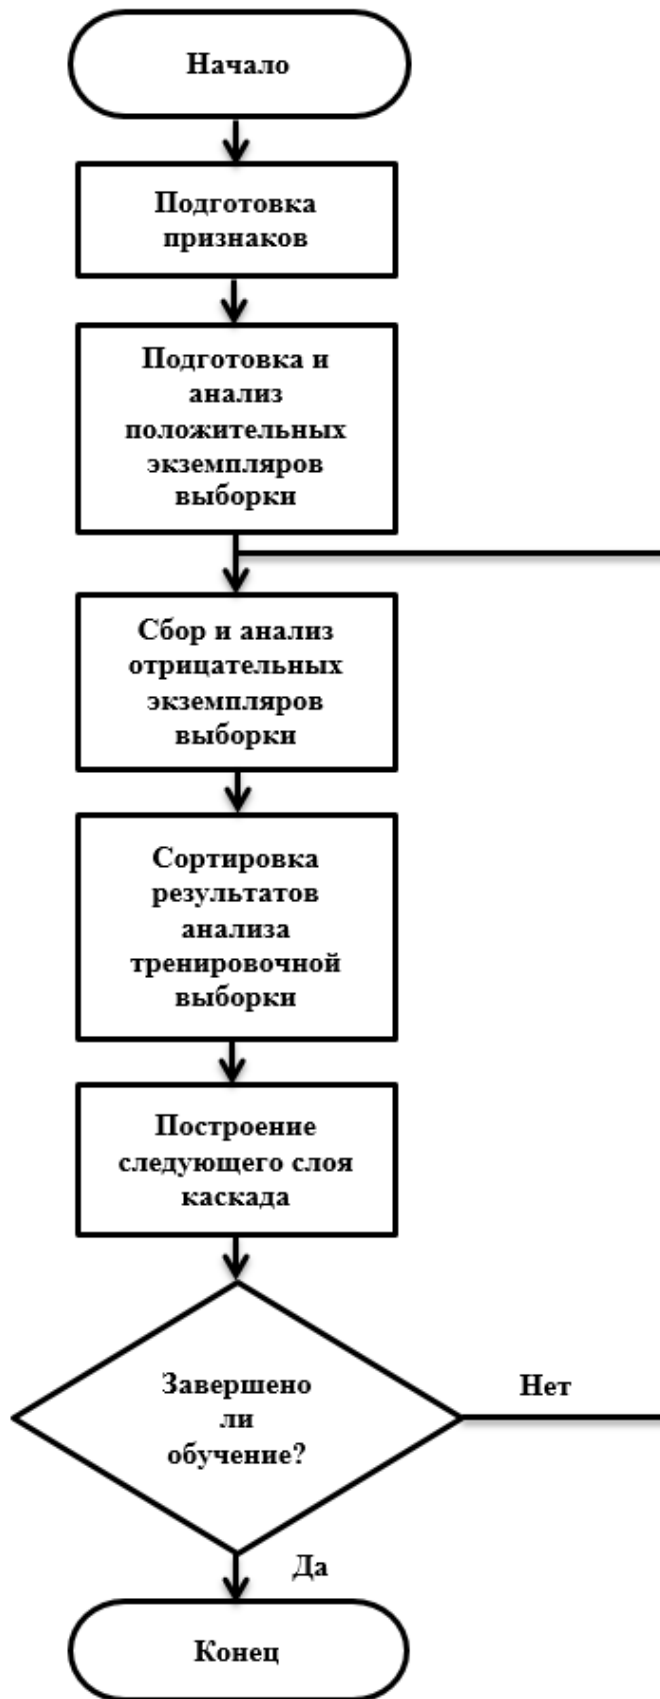 Начало
Подготовка
признаков
Подготовка и
анализ
положительных
экземпляров
выборки
Сбор и анализ
отрицательных
экземпляров
выборки
Сортировка
результатов
анализа
тренировочной
выборки
Построение
следующего слоя
каскада
Завершено
ли
обучение?
Нет
Да
Конец